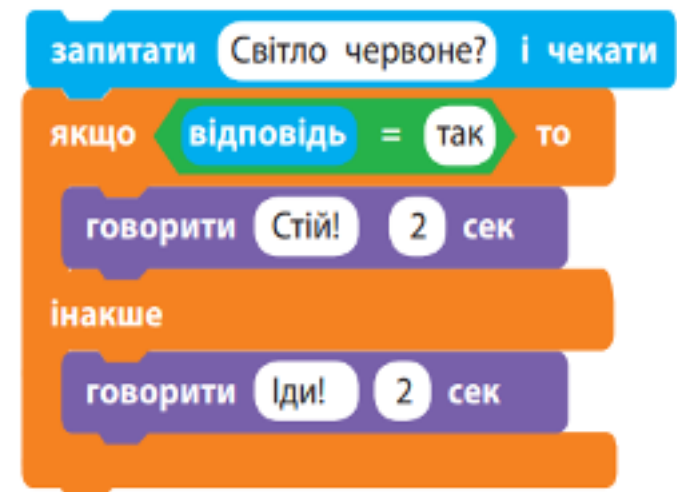 запитати Світло червоне? і чекати
якщо відповідь = так то
говорити Стій! 2 сек
інакше
говорити Іди! 2 сек